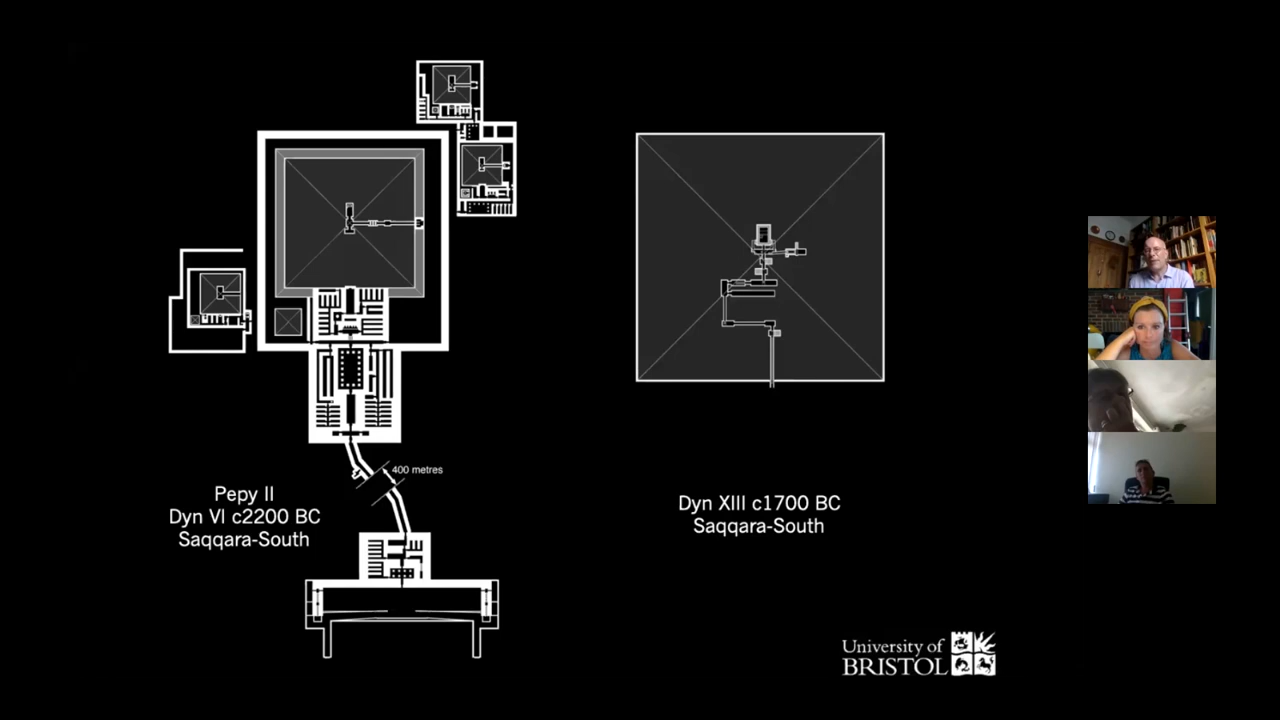 400 metres
Pepy II
Dyn VI c2200 BC
Saqqara-South
Dyn XIII c1700 BC
Saqqara-South
University of
BRISTOL